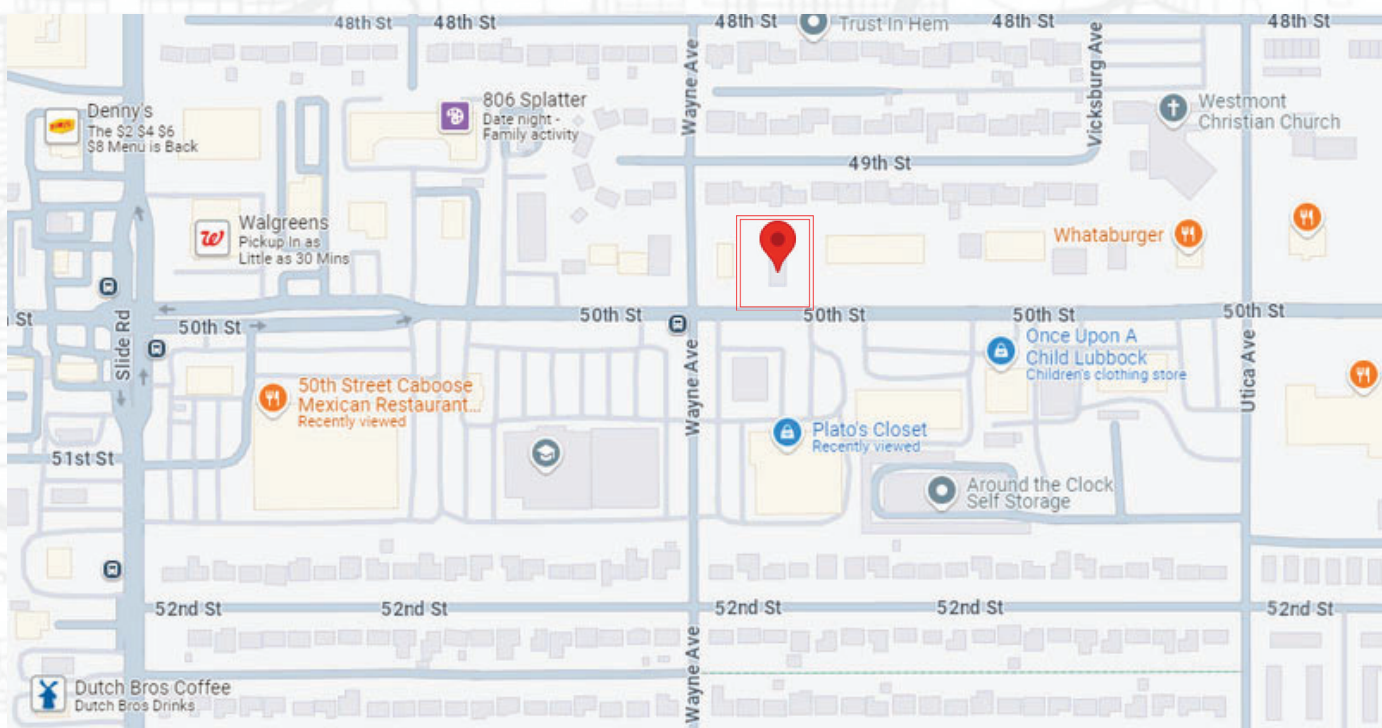 48th St
48th St
48th St
Trust In Hem
48th St
48th St
Wayne Ave
Vicksburg Ave
Denny's
The $2 $4 $6
$8 Menu is Back
806 Splatter
Date night -
Family activity
Westmont
Christian Church
49th St
Walgreens
Pickup In as
Little as 30 Mins
Whataburger
St
50th St
50th St
50th St
50th St
50th St
Slide Rd
Wayne Ave
Utica Ave
Once Upon A
Child Lubbock
Children's clothing store
50th Street Caboose
Mexican Restaurant...
Recently viewed
Plato's Closet
Recently viewed
51st St
Around the Clock
Self Storage
52nd St
52nd St
52nd St
52nd St
52nd St
Wayne Ave
Dutch Bros Coffee
Dutch Bros Drinks